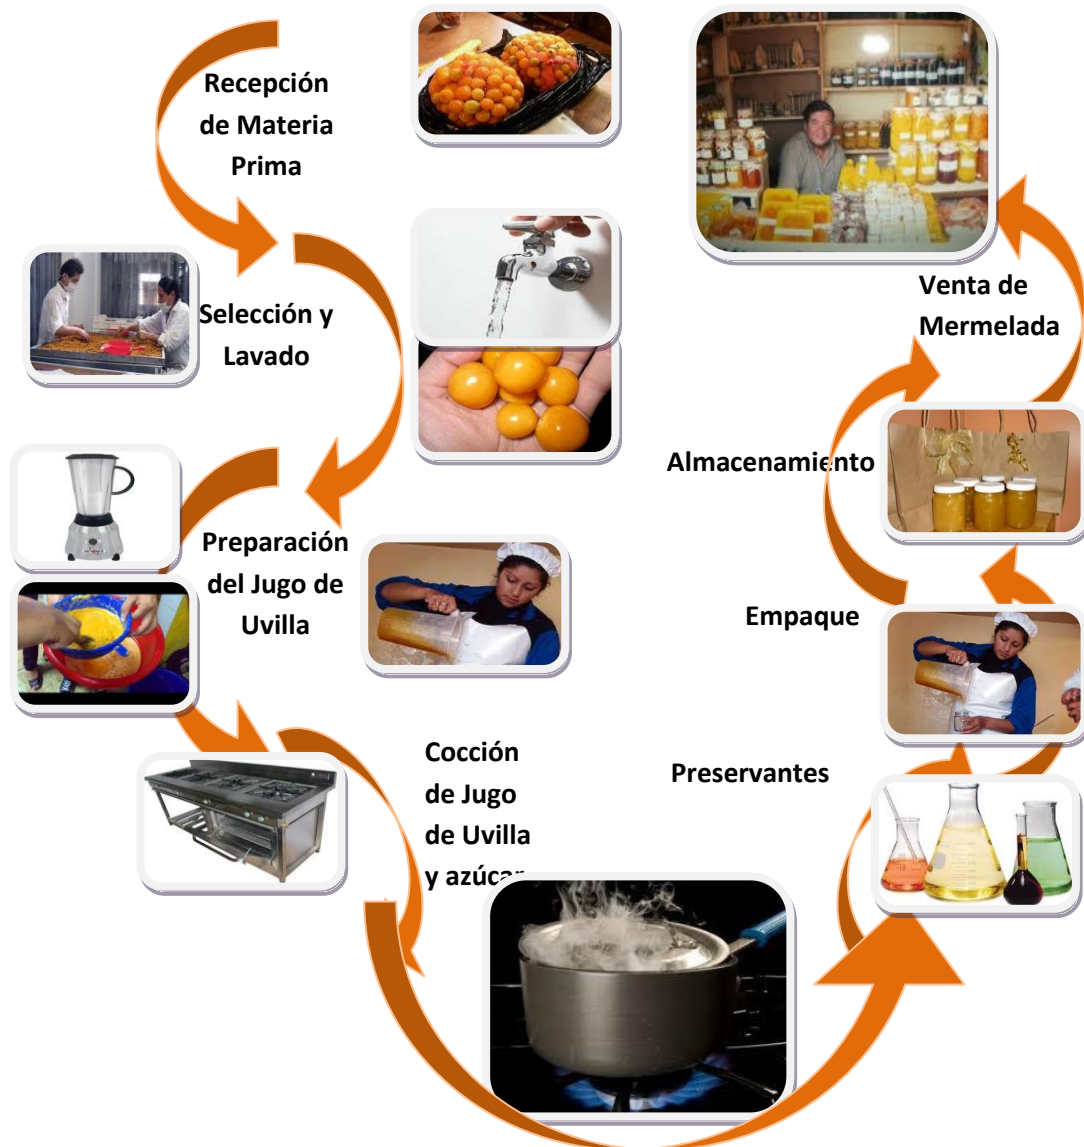 Recepción
de Materia
Prima
Selección y
Lavado
Preparación
del Jugo de
Uvilla
Cocción
de Jugo
de Uvilla
y azúcar
Preservantes
Empaque
Almacenamiento
Venta de
Mermelada